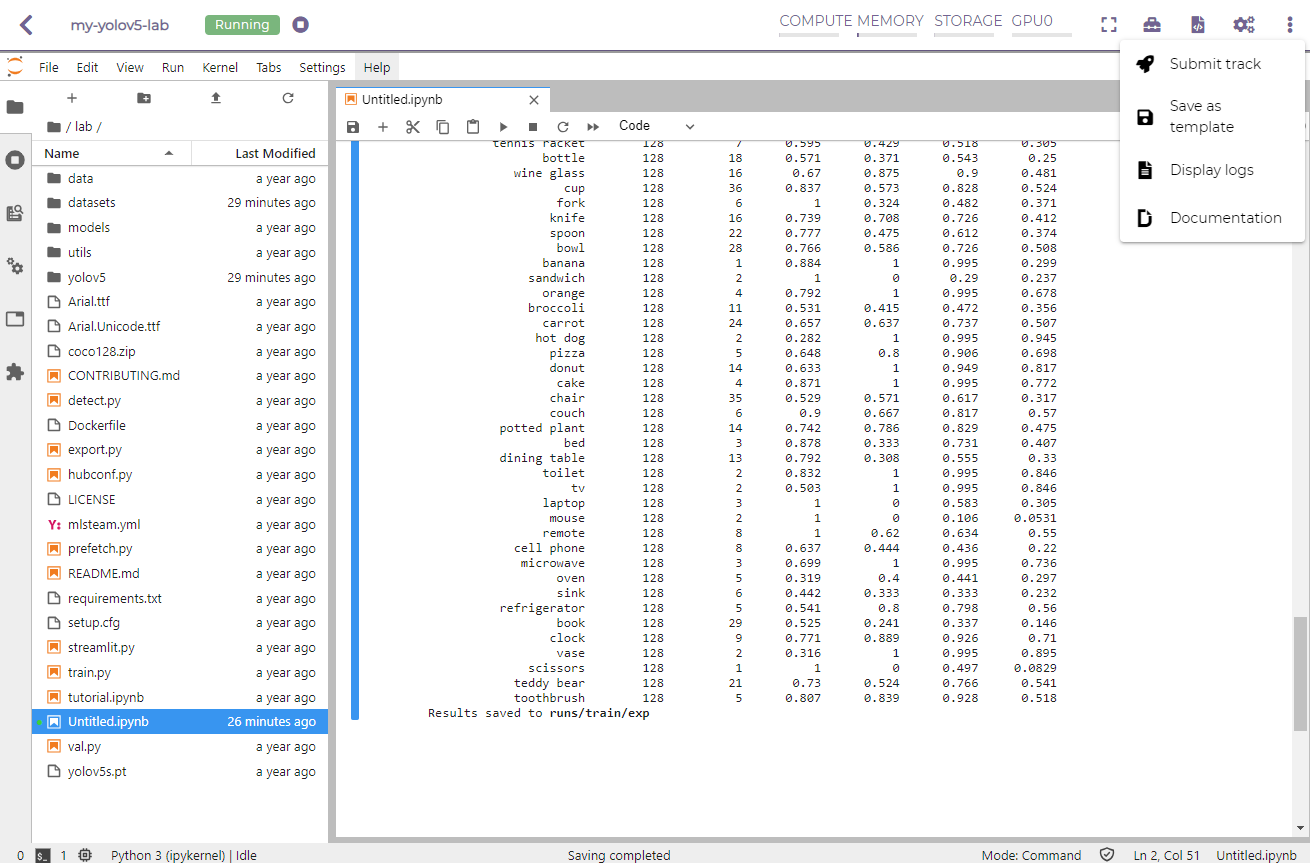 my-yolov5-lab Running COMPUTE MEMORY STORAGE GPU0
File Edit View Run Kernel Tabs Settings Help
Submit track
Save as
template
Display logs
Documentation
/ lab /
Name Last Modified
data a year ago
datasets 29 minutes ago
models a year ago
utils a year ago
yolov5 29 minutes ago
Arial.ttf a year ago
Arial.Unicode.ttf a year ago
coco128.zip a year ago
CONTRIBUTING.md a year ago
detect.py a year ago
Dockerfile a year ago
export.py a year ago
hubconf.py a year ago
LICENSE a year ago
Y: mlsteam.yml a year ago
prefetch.py a year ago
README.md a year ago
requirements.txt a year ago
setup.cfg a year ago
streamlit.py a year ago
train.py a year ago
tutorial.ipynb a year ago
Untitled.ipynb 26 minutes ago
val.py a year ago
yolov5s.pt a year ago
Untitled.ipynb
Code
tennis racket 128 7 0.595 0.429 0.518 0.305
bottle 128 18 0.571 0.371 0.543 0.25
wine glass 128 16 0.67 0.875 0.9 0.481
cup 128 36 0.837 0.573 0.828 0.524
fork 128 6 1 0.324 0.482 0.371
knife 128 16 0.739 0.708 0.726 0.412
spoon 128 22 0.777 0.475 0.612 0.374
bowl 128 28 0.766 0.586 0.726 0.508
banana 128 1 0.884 1 0.995 0.299
sandwich 128 2 1 0 0.29 0.237
orange 128 4 0.792 1 0.995 0.678
broccoli 128 11 0.531 0.415 0.472 0.356
carrot 128 24 0.657 0.637 0.737 0.507
hot dog 128 2 0.282 1 0.995 0.945
pizza 128 5 0.648 0.8 0.906 0.698
donut 128 14 0.633 1 0.949 0.817
cake 128 4 0.871 1 0.995 0.772
chair 128 35 0.529 0.571 0.617 0.317
couch 128 6 0.9 0.667 0.817 0.57
potted plant 128 14 0.742 0.786 0.829 0.475
bed 128 3 0.878 0.333 0.731 0.407
dining table 128 13 0.792 0.308 0.555 0.33
toilet 128 2 0.832 1 0.995 0.846
tv 128 2 0.503 1 0.995 0.846
laptop 128 3 1 0 0.583 0.305
mouse 128 2 1 0 0.106 0.0531
remote 128 8 1 0.62 0.634 0.55
cell phone 128 8 0.637 0.444 0.436 0.22
microwave 128 3 0.699 1 0.995 0.736
oven 128 5 0.319 0.4 0.441 0.297
sink 128 6 0.442 0.333 0.333 0.232
refrigerator 128 5 0.541 0.8 0.798 0.56
book 128 29 0.525 0.241 0.337 0.146
clock 128 9 0.771 0.889 0.926 0.71
vase 128 2 0.316 1 0.995 0.895
scissors 128 1 1 0 0.497 0.0829
teddy bear 128 21 0.73 0.524 0.766 0.541
toothbrush 128 5 0.807 0.839 0.928 0.518
Results saved to runs/train/exp
0 1 Python 3 (ipykernel) | Idle Saving completed Mode: Command Ln 2, Col 51 Untitled.ipynb